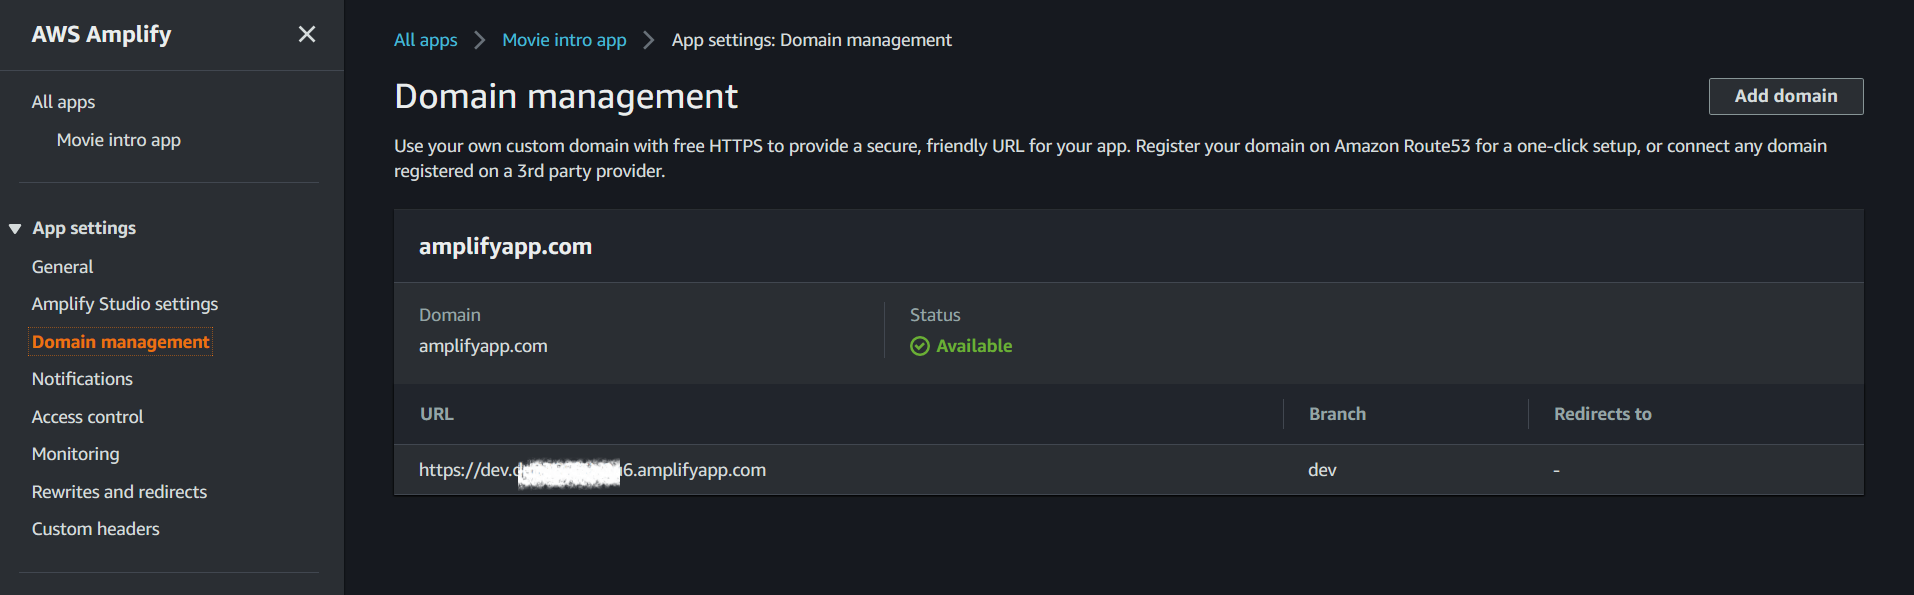 AWS Amplify
All apps
Movie intro app
App settings
General
Amplify Studio settings
Domain management
Notifications
Access control
Monitoring
Rewrites and redirects
Custom headers
All apps > Movie intro app > App settings: Domain management
Domain management
Add domain
Use your own custom domain with free HTTPS to provide a secure, friendly URL for your app. Register your domain on Amazon Route53 for a one-click setup, or connect any domain
registered on a 3rd party provider.
amplifyapp.com
Domain Status
amplifyapp.com Available
URL Branch Redirects to
https://dev. 6.amplifyapp.com dev -